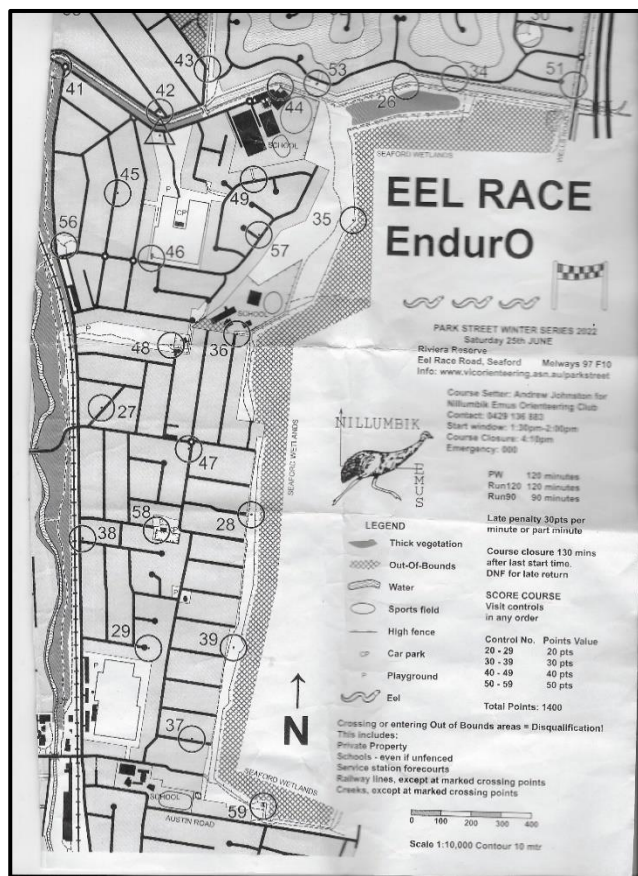 43
53
34
51
41
42
44
26
SCHOOL
SEAFORD WETLANDS
45
P
CP
49
35
57
56
46
EEL RACE
EndurO
SCHOOL
P
48
36
PARK STREET WINTER SERIES 2022
Saturday 25th JUNE
Riviera Reserve
Eel Race Road, Seaford Melways 97 F10
Info: www.vicorienteering.asn.au/parkstreet
Course Setter: Andrew Johnston for
Nillumbik Emus Orienteering Club
Contact: 0429 136 883
Start window: 1:30pm-2:00pm
Course Closure: 4:10pm
Emergency: 000
27
47
SEAFORD WETLANDS
NILLUMBIK
EMUS
PW 120 minutes
Run120 120 minutes
Run90 90 minutes
58
28
38
CP
P
29
39
P
37
Late penalty 30pts per
minute or part minute
Course closure 130 mins
after last start time.
DNF for late return
SCORE COURSE
Visit controls
in any order
Control No. Points Value
20 - 29 20 pts
30 - 39 30 pts
40 - 49 40 pts
50 - 59 50 pts
Total Points: 1400
LEGEND
Thick vegetation
Out-Of-Bounds
Water
Sports field
High fence
CP Car park
P Playground
Eel
N
Crossing or entering Out of Bounds areas = Disqualification!
This includes:
Private Property
Schools - even if unfenced
Service station forecourts
Railway lines, except at marked crossing points
Creeks, except at marked crossing points
SEAFORD WETLANDS
SCHOOL
59
AUSTIN ROAD
0 100 200 300 400
Scale 1:10,000 Contour 10 mtr